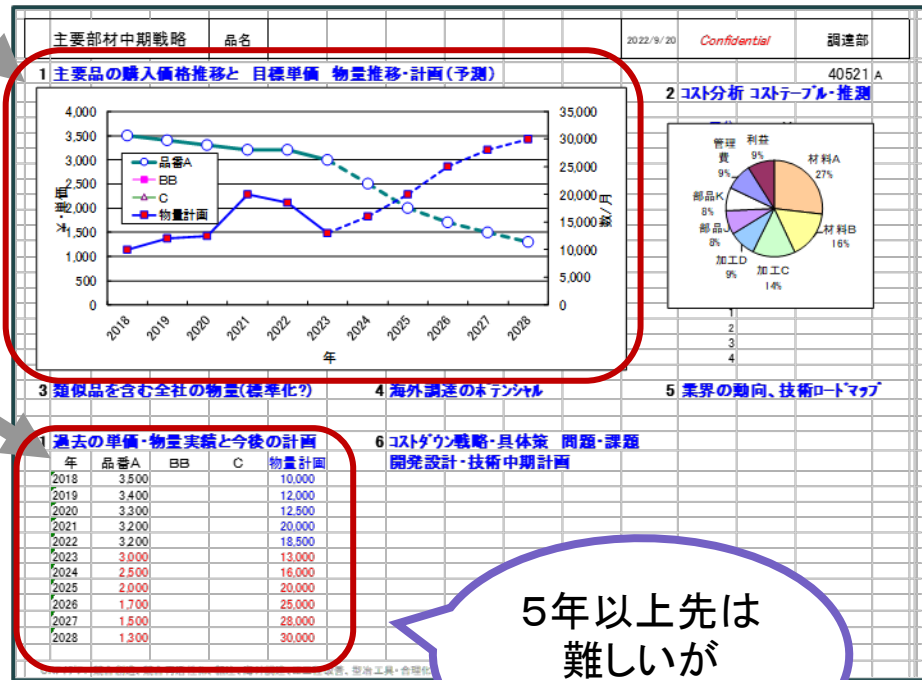 主要部材中期戦略 品名 2022/9/20 Confidential 調達部
1 主要品の購入価格推移と 目標単価 物量推移・計画(予測)
40521 A
2 コスト分析 コストテーブル・推測
4,000
3,500
3,000
2,500
2,000
1,500
1,000
500
0
35,000
30,000
25,000
20,000
15,000
10,000
5,000
0
品番A
BB
C
物量計画
数/月
2018 2019 2020 2021 2022 2023 2024 2025 2026 2027 2028
年
管理費 9%
利益 9%
材料A 27%
材料B 16%
加工C 14%
加工D 9%
部品J 8%
部品K 8%
1
2
3
4
3 類似品を含む全社の物量(標準化?) 4 海外調達のポテンシャル 5 業界の動向、技術ロードマップ
1 過去の単価・物量実績と今後の計画 6 コストダウン戦略・具体策 問題・課題
開発設計・技術中期計画
年 品番A BB C 物量計画
2018 3,500 10,000
2019 3,400 12,000
2020 3,300 12,500
2021 3,200 20,000
2022 3,200 18,500
2023 3,000 13,000
2024 2,500 16,000
2025 2,000 20,000
2026 1,700 25,000
2027 1,500 28,000
2028 1,300 30,000
5年以上先は
難しいが